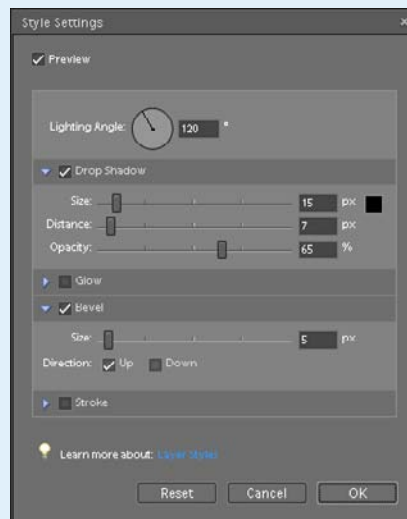 Style Settings ×
Preview
Lighting Angle: 120 °
Drop Shadow
Size: 15 px
Distance: 7 px
Opacity: 65 %
Glow
Bevel
Size: 5 px
Direction: Up Down
Stroke
Learn more about: Layer Styles
Reset Cancel OK